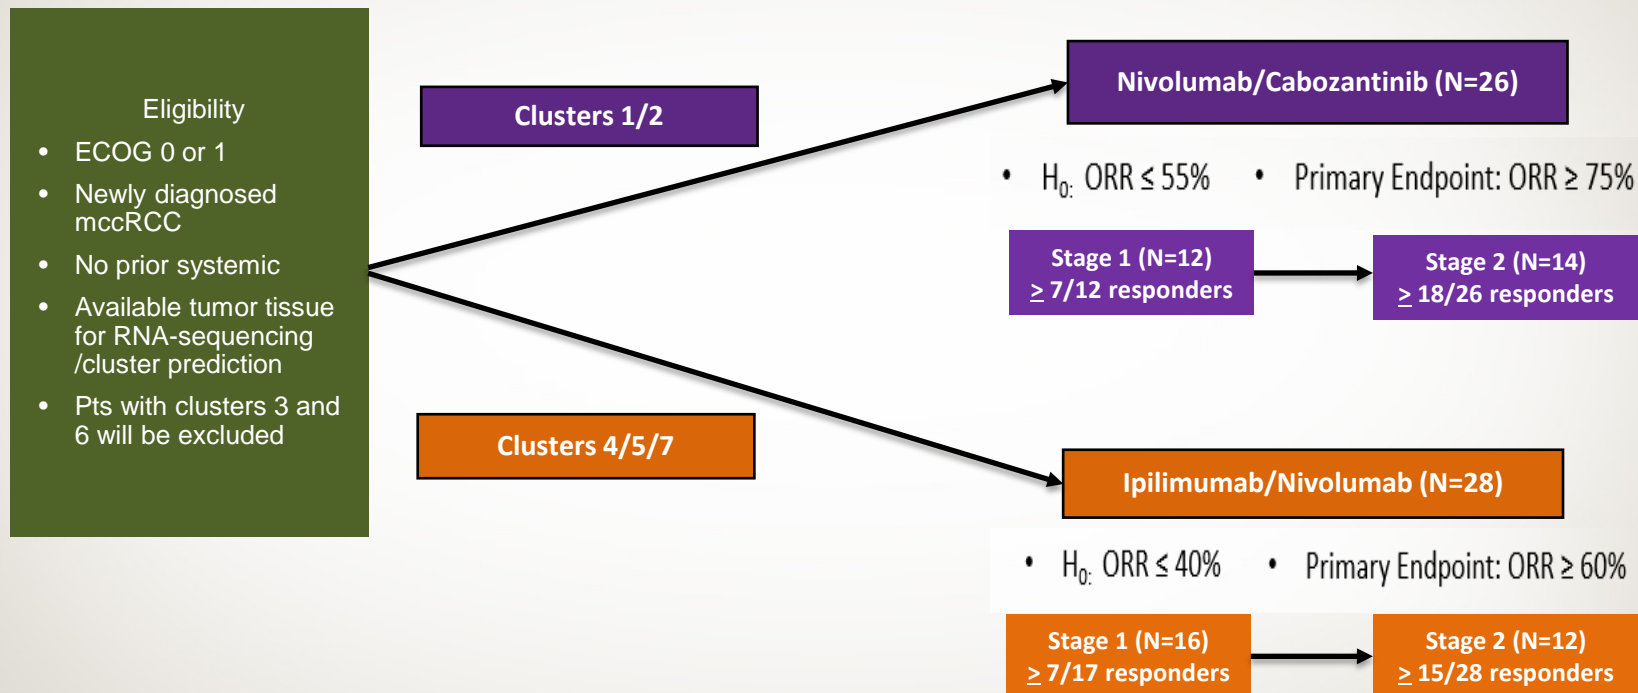 Eligibility
• ECOG 0 or 1
• Newly diagnosed
mccRCC
• No prior systemic
• Available tumor tissue
for RNA-sequencing
/cluster prediction
• Pts with clusters 3 and
6 will be excluded
Clusters 1/2
Nivolumab/Cabozantinib (N=26)
• H0: ORR ≤ 55% • Primary Endpoint: ORR ≥ 75%
Stage 1 (N=12)
≥ 7/12 responders
Stage 2 (N=14)
≥ 18/26 responders
Clusters 4/5/7
Ipilimumab/Nivolumab (N=28)
• H0: ORR ≤ 40% • Primary Endpoint: ORR ≥ 60%
Stage 1 (N=16)
≥ 7/17 responders
Stage 2 (N=12)
≥ 15/28 responders